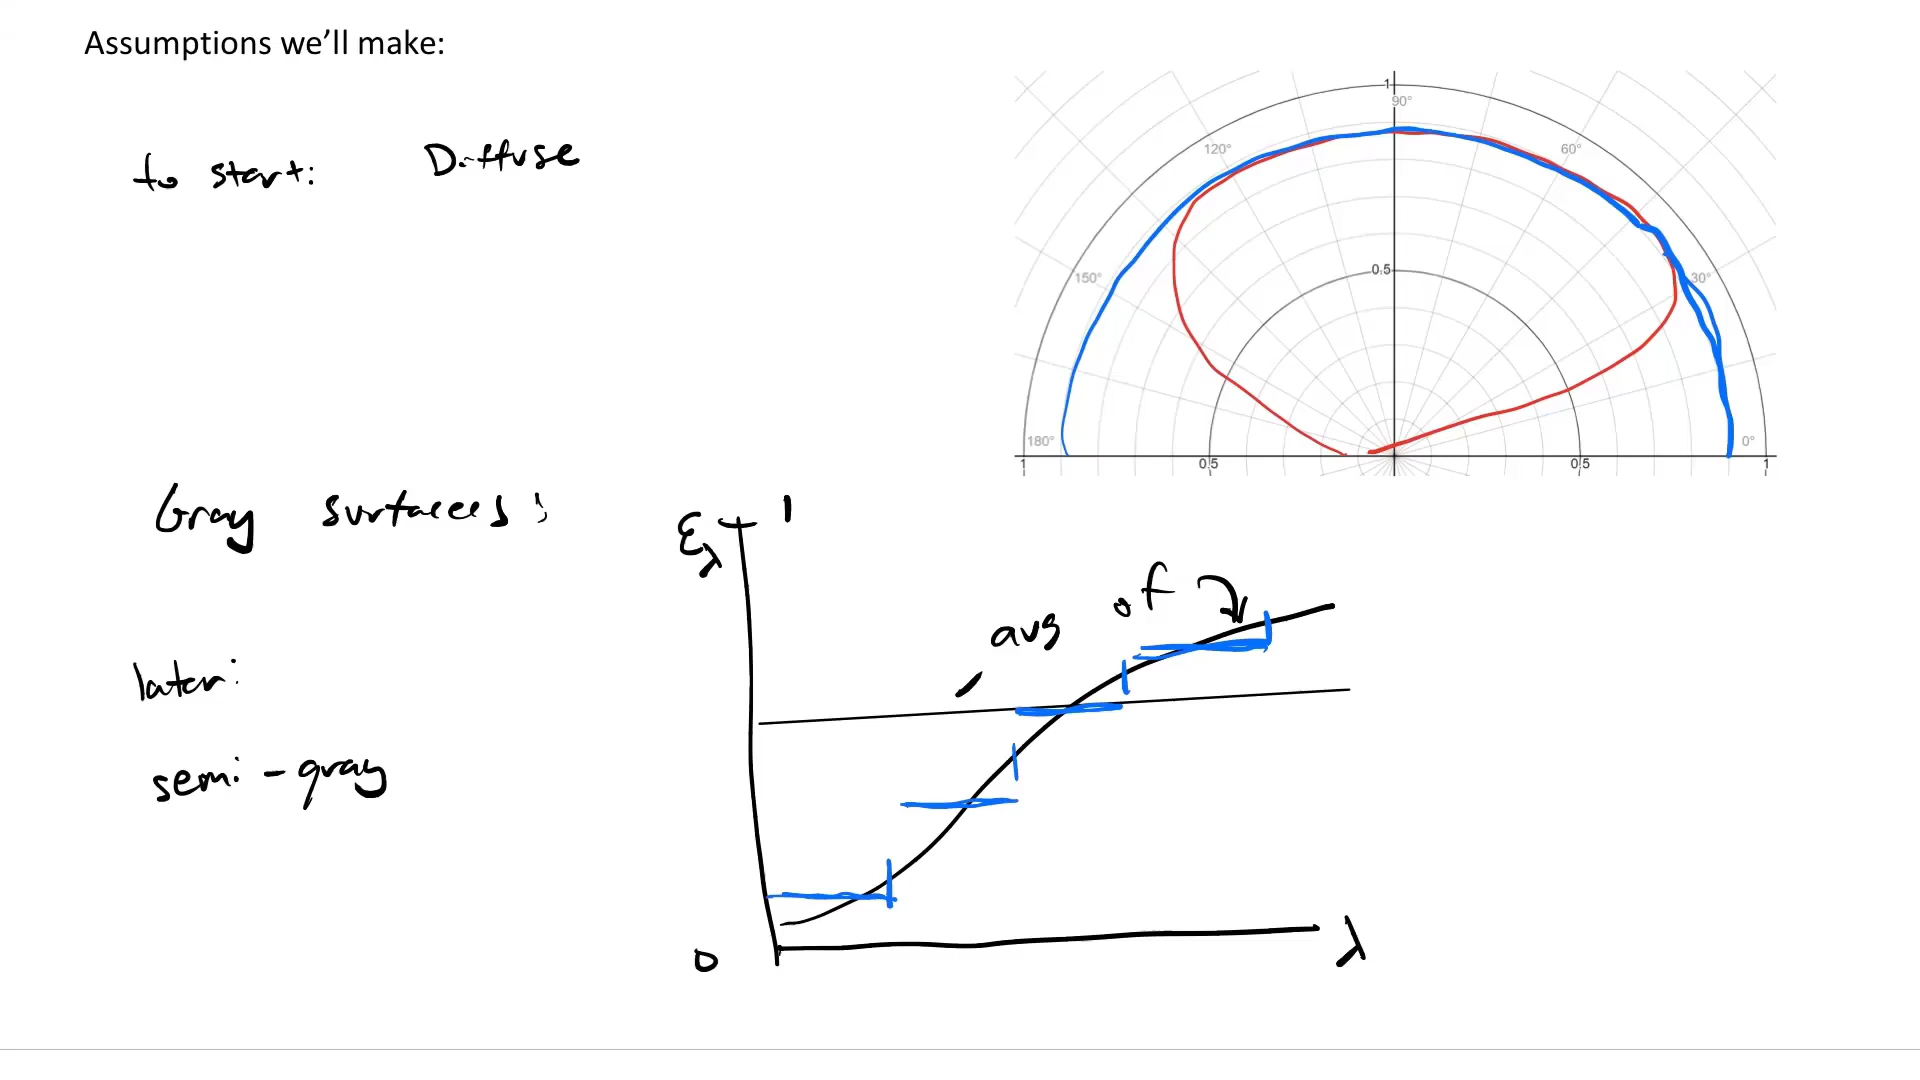 Assumptions we'll make:
to start: Diffuse
1
90°
120°
60°
150°
30°
0.5
180°
0°
1
0.5
0.5
1
Gray surfaces:
ελ
1
avg of
later:
semi-gray
0
λ